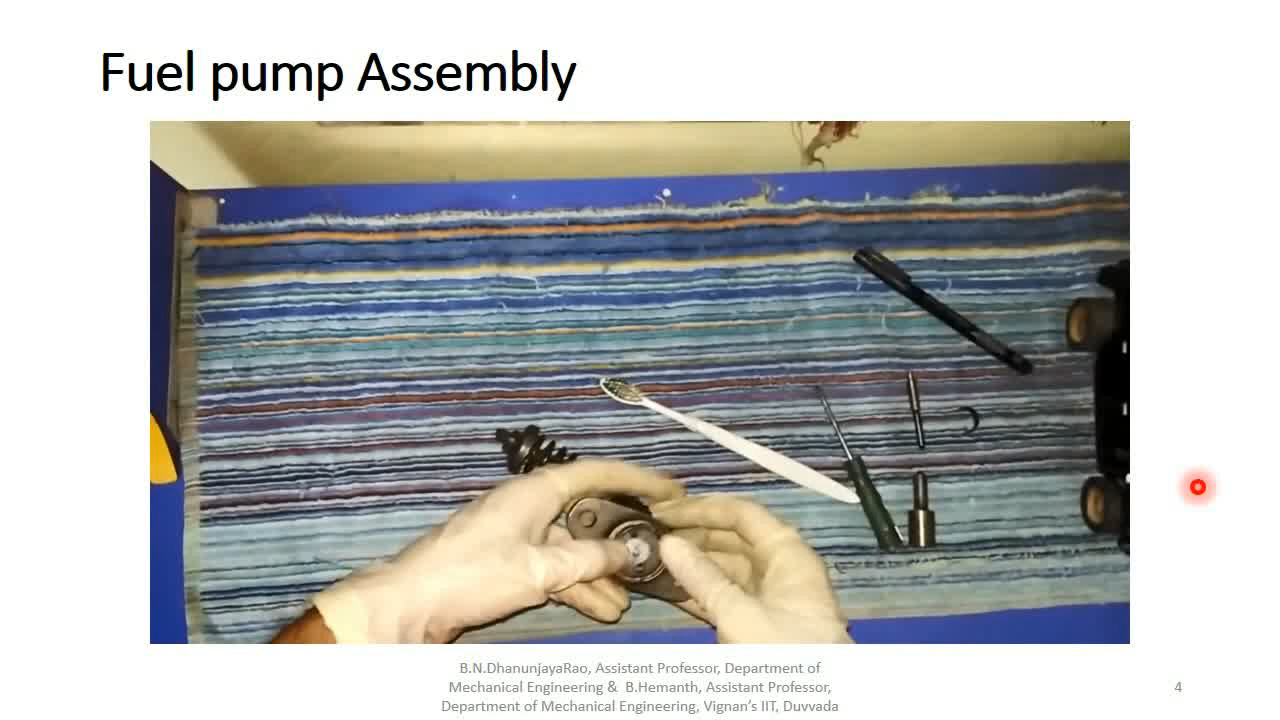 Fuel pump Assembly
B.N.DhanunjayaRao, Assistant Professor, Department of
Mechanical Engineering & B.Hemanth, Assistant Professor,
Department of Mechanical Engineering, Vignan's IIT, Duvvada
4